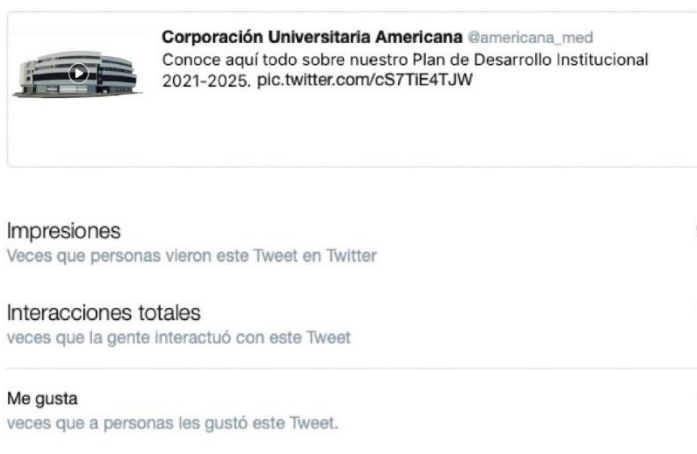 Corporación Universitaria Americana @americana_med
Conoce aquí todo sobre nuestro Plan de Desarrollo Institucional
2021-2025. pic.twitter.com/cS7TiE4TJW
Impresiones
Veces que personas vieron este Tweet en Twitter
Interacciones totales
veces que la gente interactuó con este Tweet
Me gusta
veces que a personas les gustó este Tweet.